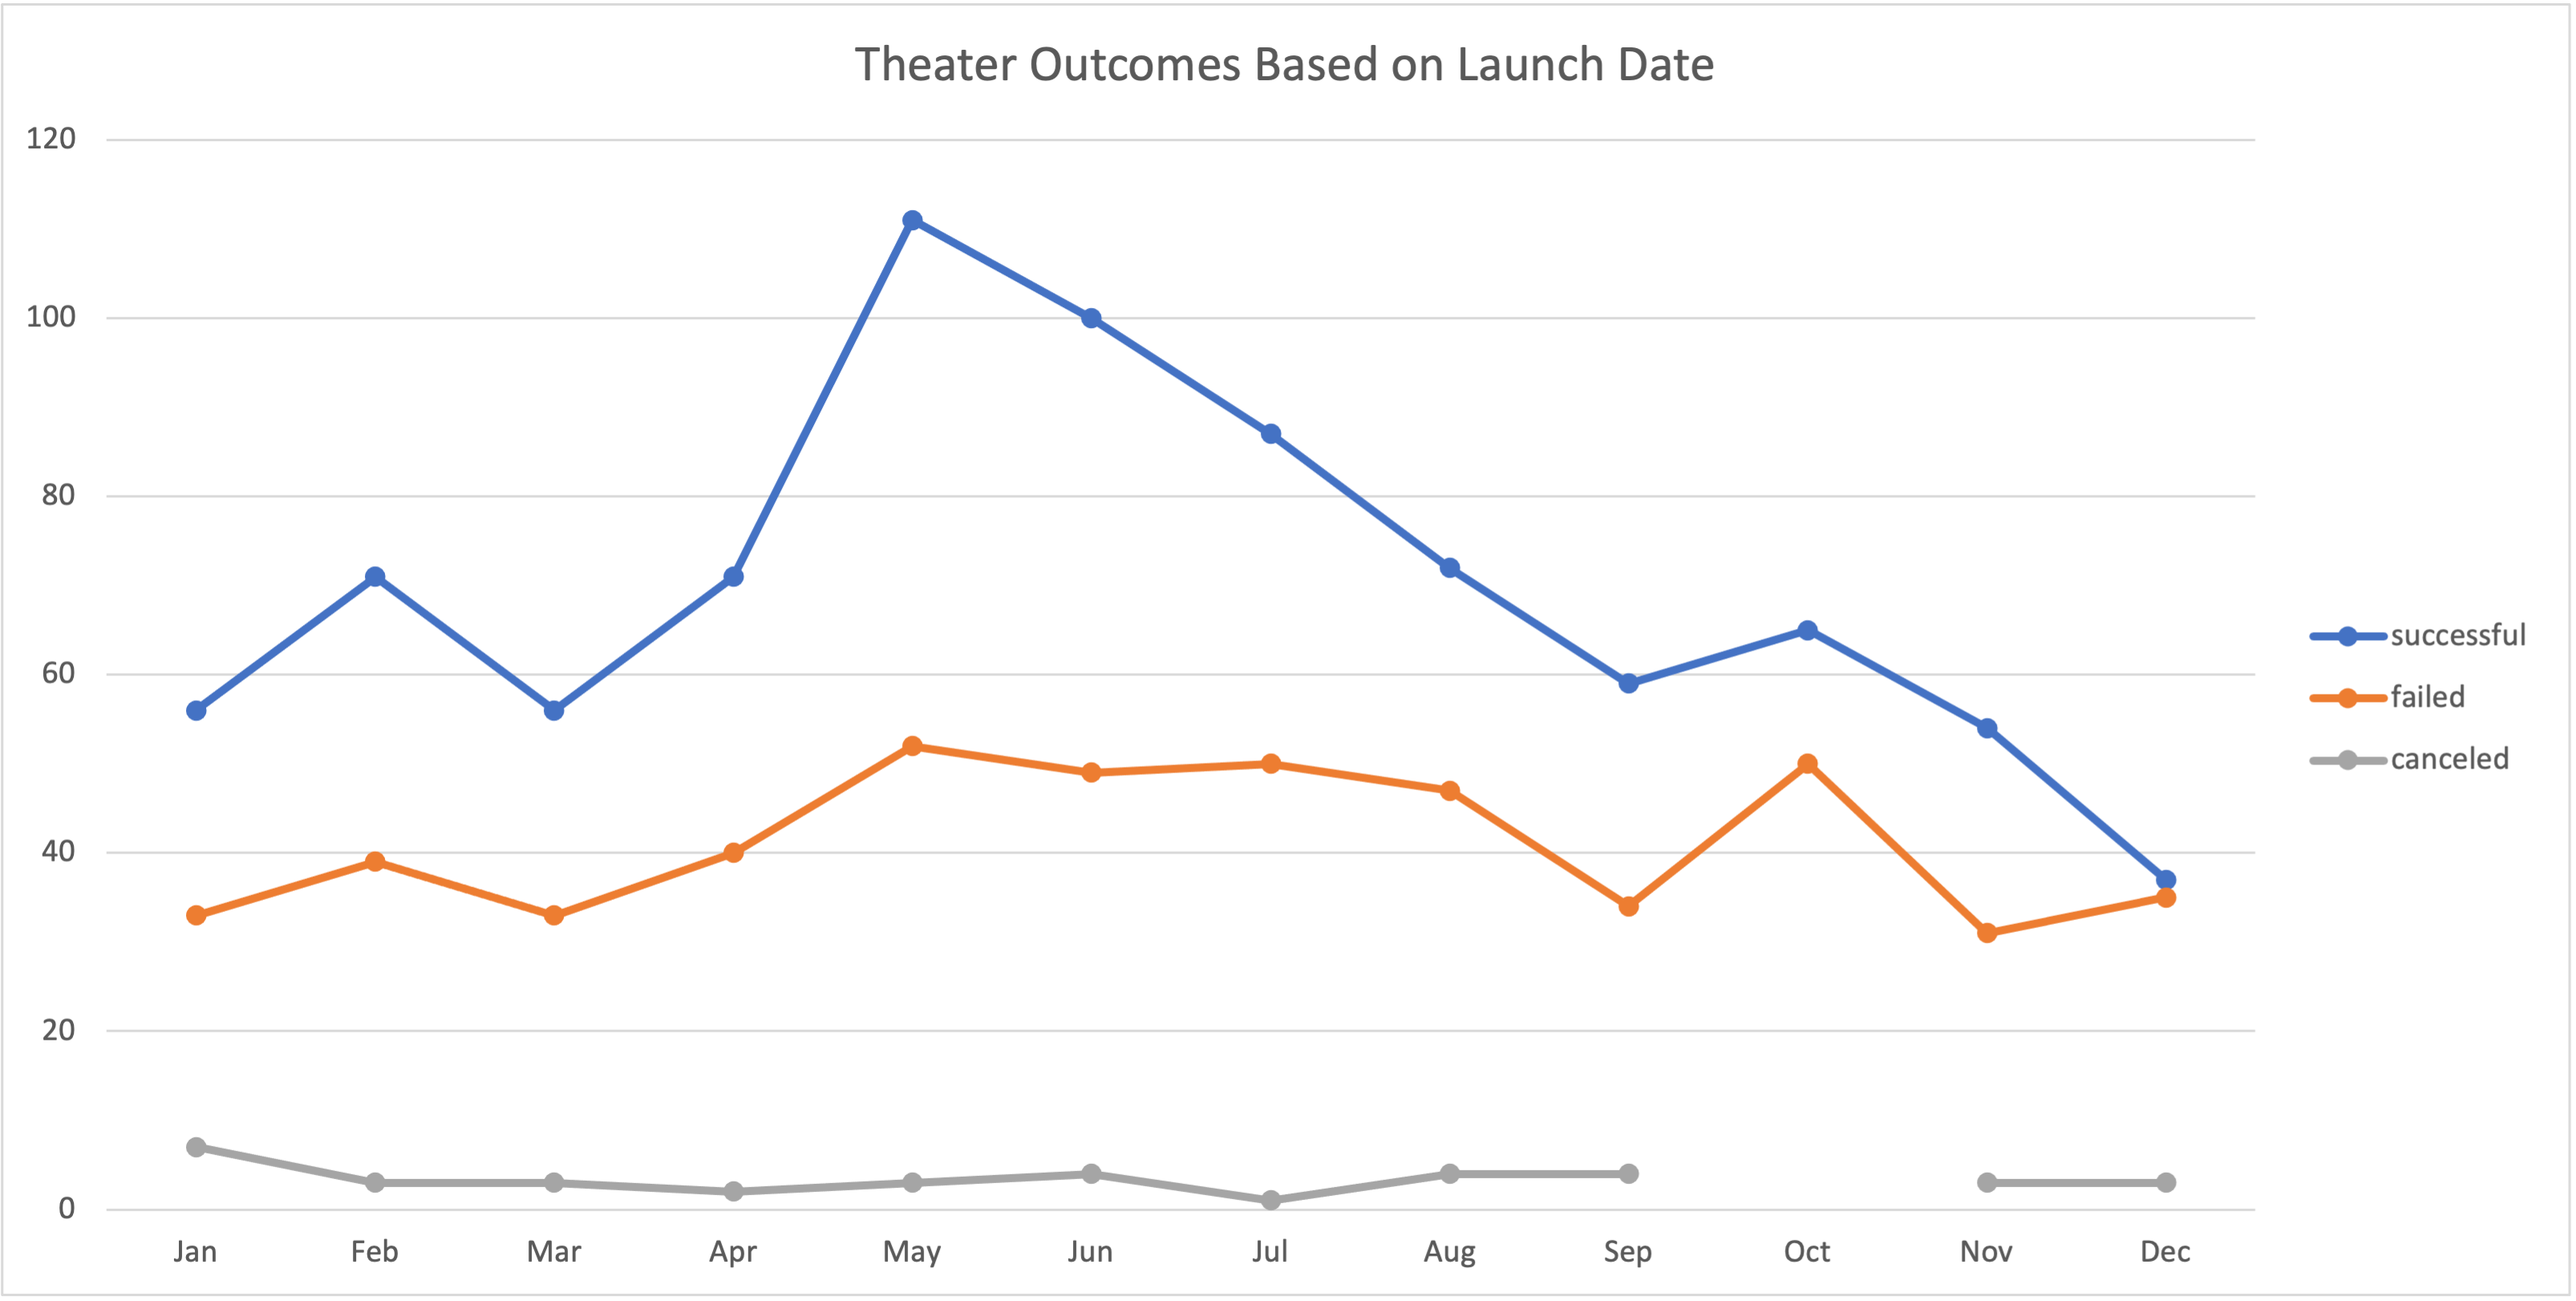 Theater Outcomes Based on Launch Date
120
100
80
60
40
20
0
Jan Feb Mar Apr May Jun Jul Aug Sep Oct Nov Dec
successful
failed
canceled